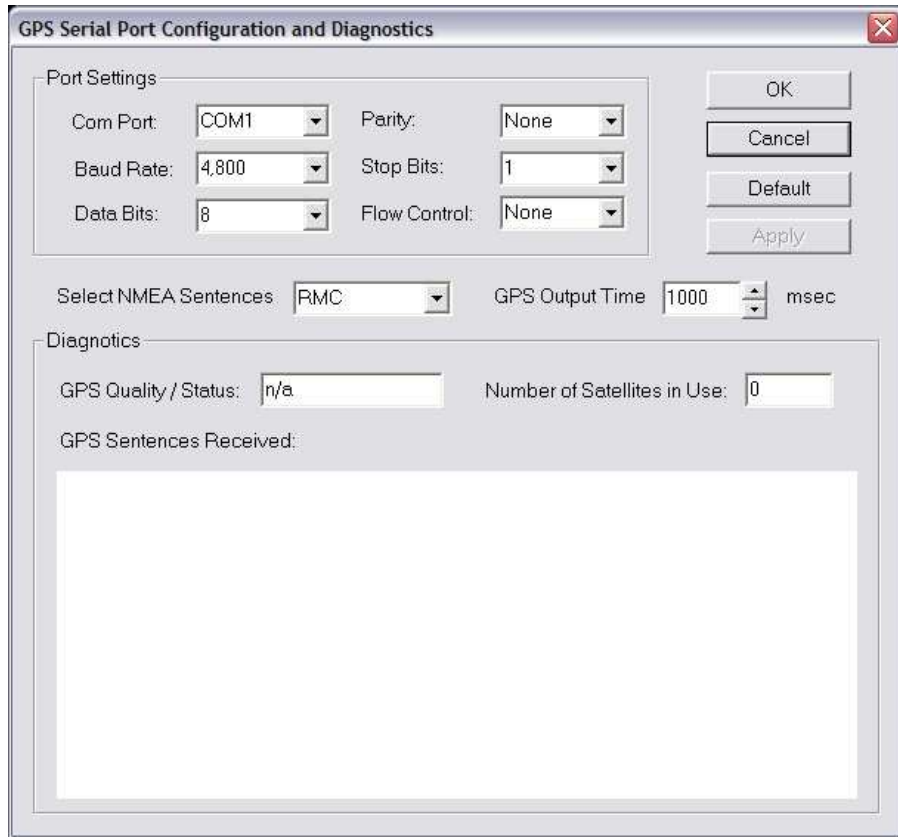 GPS Serial Port Configuration and Diagnostics
Port Settings
Com Port: COM1 Parity: None
Baud Rate: 4,800 Stop Bits: 1
Data Bits: 8 Flow Control: None
OK
Cancel
Default
Apply
Select NMEA Sentences RMC GPS Output Time 1000 msec
Diagnotics
GPS Quality / Status: n/a Number of Satellites in Use: 0
GPS Sentences Received: